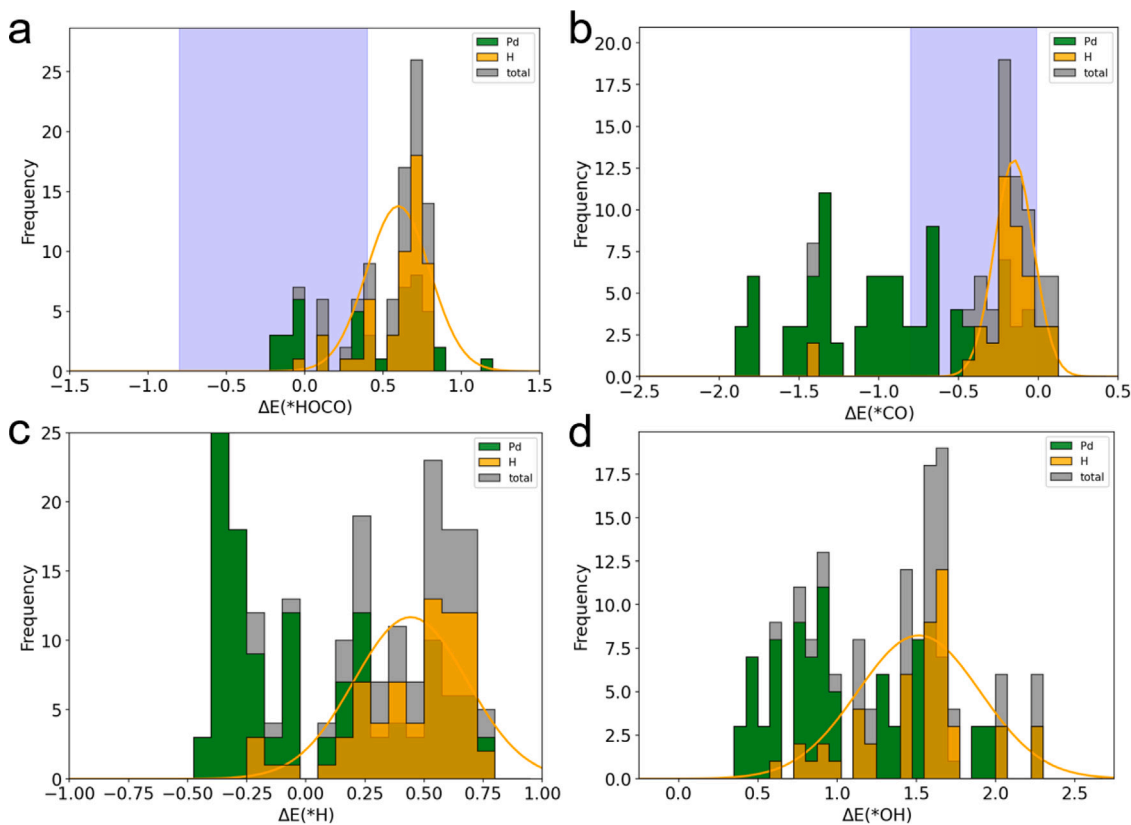 a
Pd
H
total
Frequency
25
20
15
10
5
0
−1.5 −1.0 −0.5 0.0 0.5 1.0 1.5
ΔE(*HOCO)
b
Pd
H
total
Frequency
20.0
17.5
15.0
12.5
10.0
7.5
5.0
2.5
0.0
−2.5 −2.0 −1.5 −1.0 −0.5 0.0 0.5
ΔE(*CO)
c
Pd
H
total
Frequency
25
20
15
10
5
0
−1.00 −0.75 −0.50 −0.25 0.00 0.25 0.50 0.75 1.00
ΔE(*H)
d
Pd
H
total
Frequency
17.5
15.0
12.5
10.0
7.5
5.0
2.5
0.0
0.0 0.5 1.0 1.5 2.0 2.5
ΔE(*OH)